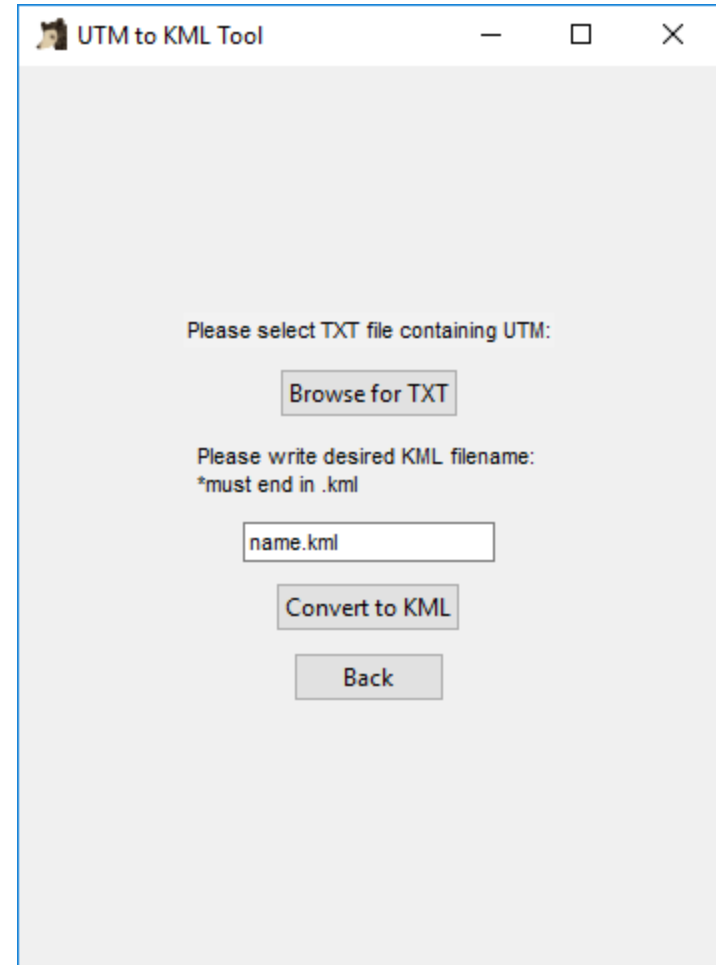 UTM to KML Tool
Please select TXT file containing UTM:
Browse for TXT
Please write desired KML filename:
*must end in .kml
name.kml
Convert to KML
Back